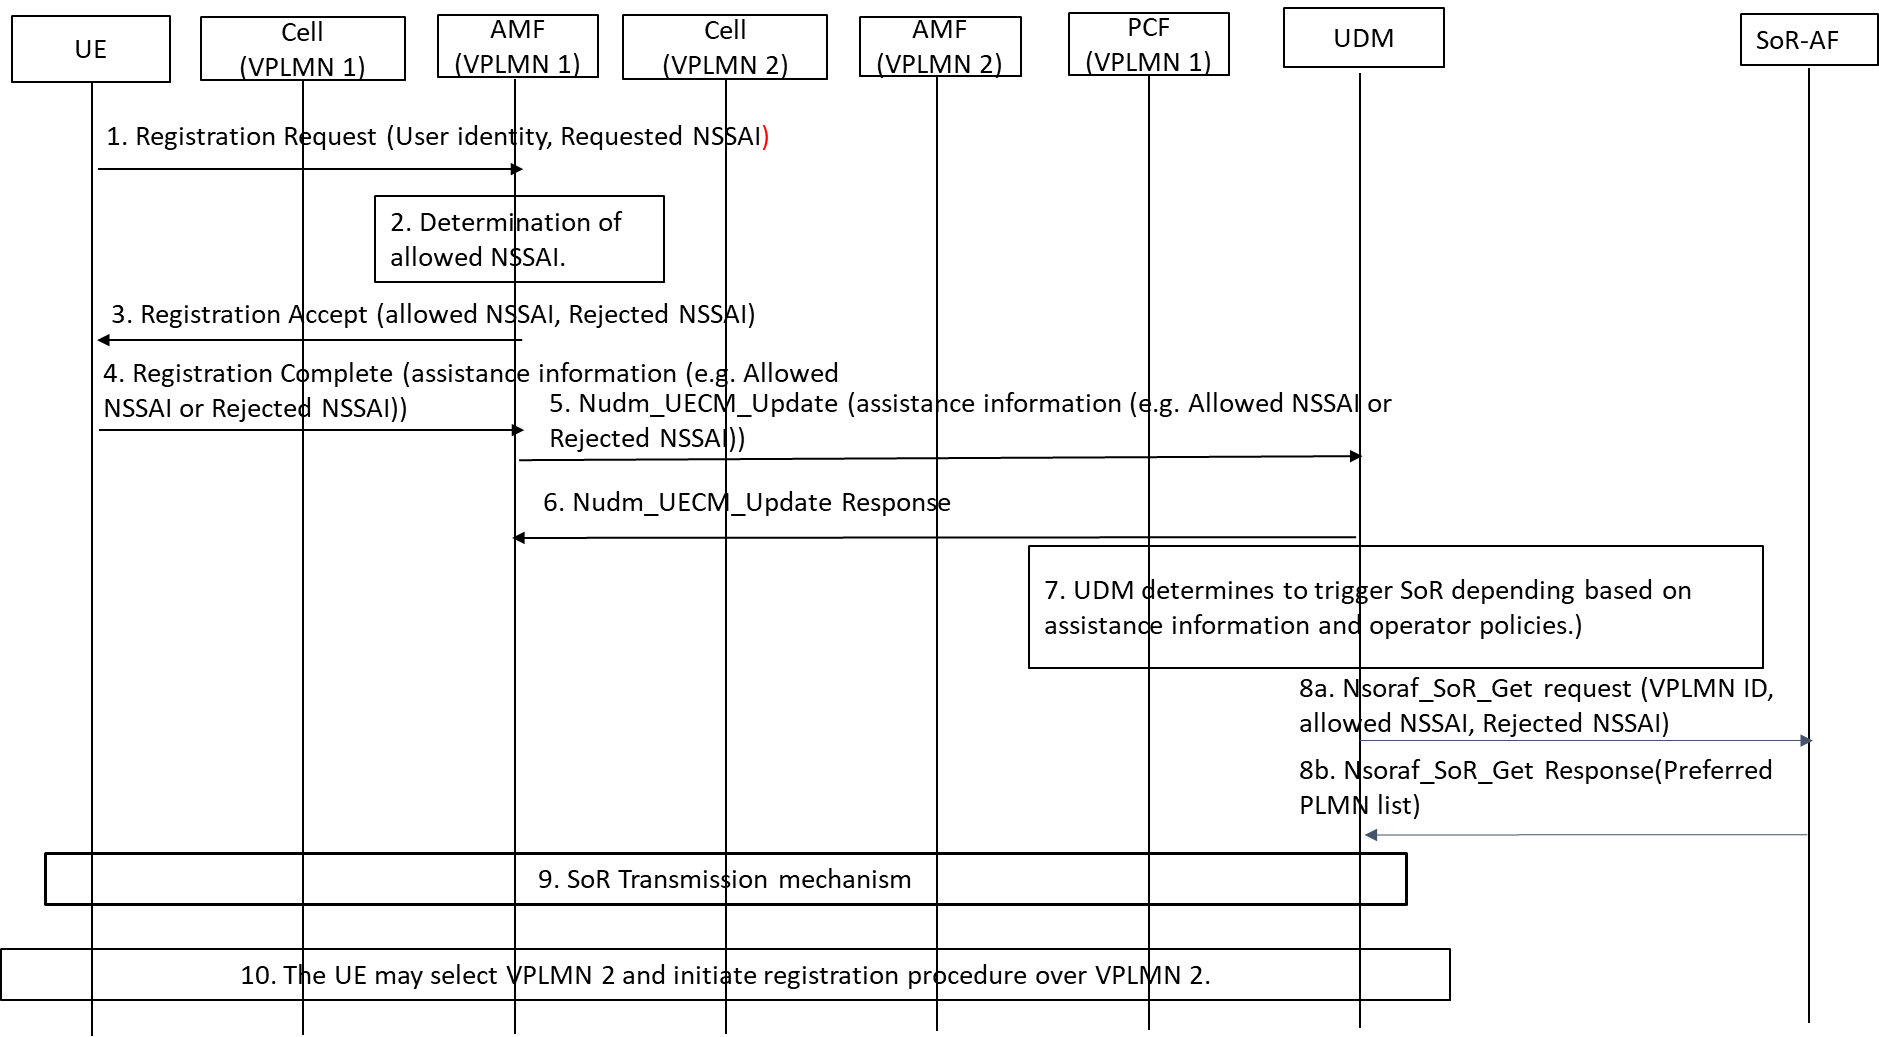 UE
Cell
(VPLMN 1)
AMF
(VPLMN 1)
Cell
(VPLMN 2)
AMF
(VPLMN 2)
PCF
(VPLMN 1)
UDM
SoR-AF
1. Registration Request (User identity, Requested NSSAI)
2. Determination of
allowed NSSAI.
3. Registration Accept (allowed NSSAI, Rejected NSSAI)
4. Registration Complete (assistance information (e.g. Allowed
NSSAI or Rejected NSSAI))
5. Nudm_UECM_Update (assistance information (e.g. Allowed NSSAI or
Rejected NSSAI))
6. Nudm_UECM_Update Response
7. UDM determines to trigger SoR depending based on
assistance information and operator policies.)
8a. Nsoraf_SoR_Get request (VPLMN ID,
allowed NSSAI, Rejected NSSAI)
8b. Nsoraf_SoR_Get Response(Preferred
PLMN list)
9. SoR Transmission mechanism
10. The UE may select VPLMN 2 and initiate registration procedure over VPLMN 2.